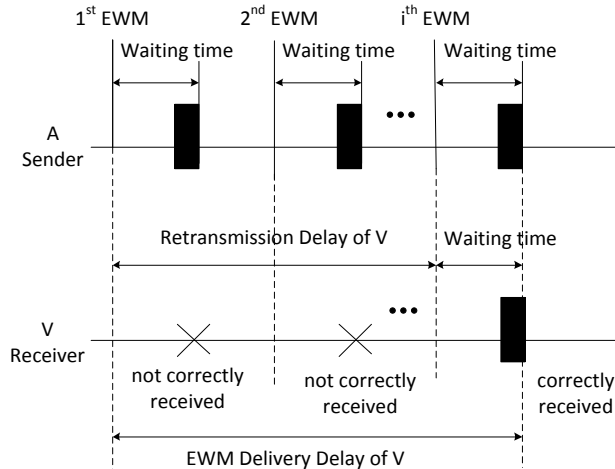 1st EWM
2nd EWM
ith EWM
Waiting time
Waiting time
Waiting time
•••
A
Sender
Retransmission Delay of V
Waiting time
•••
V
Receiver
not correctly
received
not correctly
received
correctly
received
EWM Delivery Delay of V